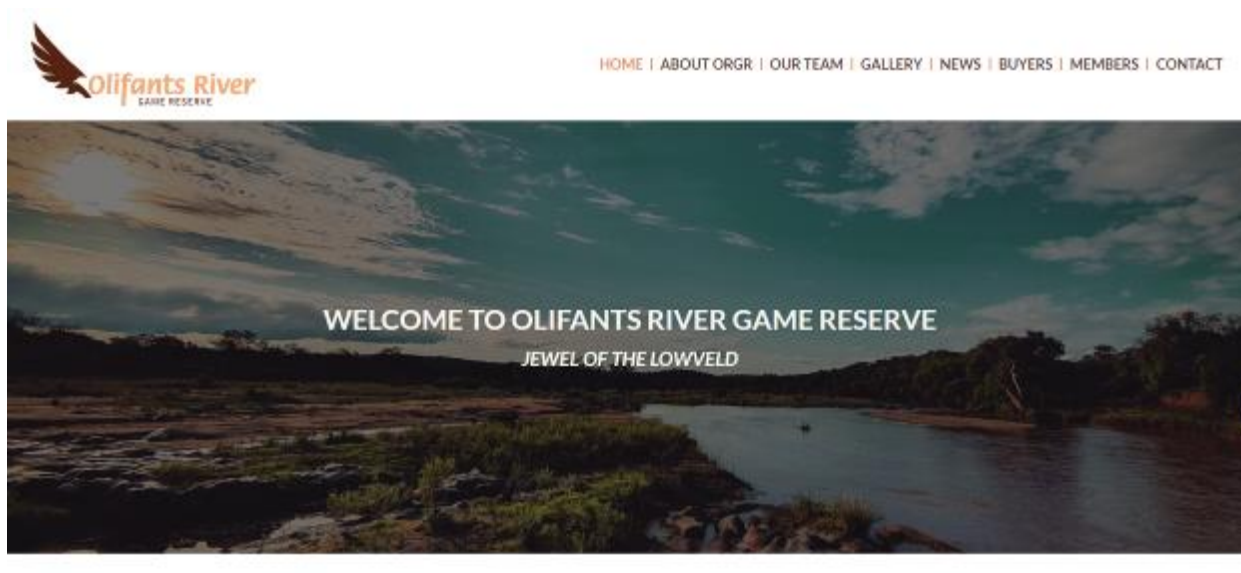 Olifants River
GAME RESERVE
HOME | ABOUT ORGR | OUR TEAM | GALLERY | NEWS | BUYERS | MEMBERS | CONTACT
WELCOME TO OLIFANTS RIVER GAME RESERVE
JEWEL OF THE LOWVELD